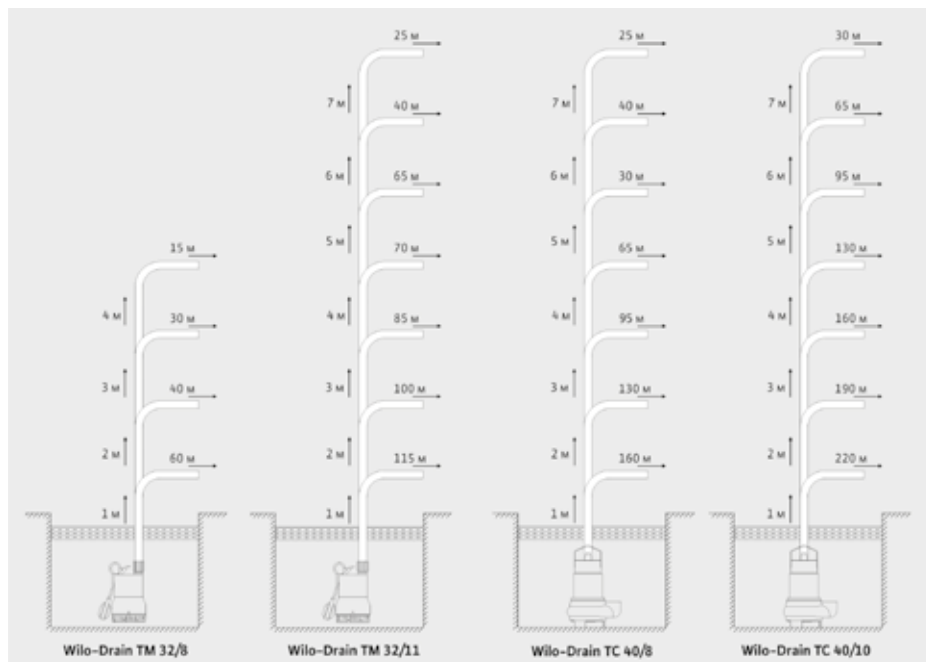 25 м 25 м 30 м
7 м 7 м 7 м
40 м 40 м 65 м
6 м 6 м 6 м
65 м 30 м 95 м
5 м 5 м 5 м
15 м 70 м 65 м 130 м
4 м 4 м 4 м 4 м
30 м 85 м 95 м 160 м
3 м 3 м 3 м 3 м
40 м 100 м 130 м 190 м
2 м 2 м 2 м 2 м
60 м 115 м 160 м 220 м
1 м 1 м 1 м 1 м
Wilo-Drain TM 32/8 Wilo-Drain TM 32/11 Wilo-Drain TC 40/8 Wilo-Drain TC 40/10